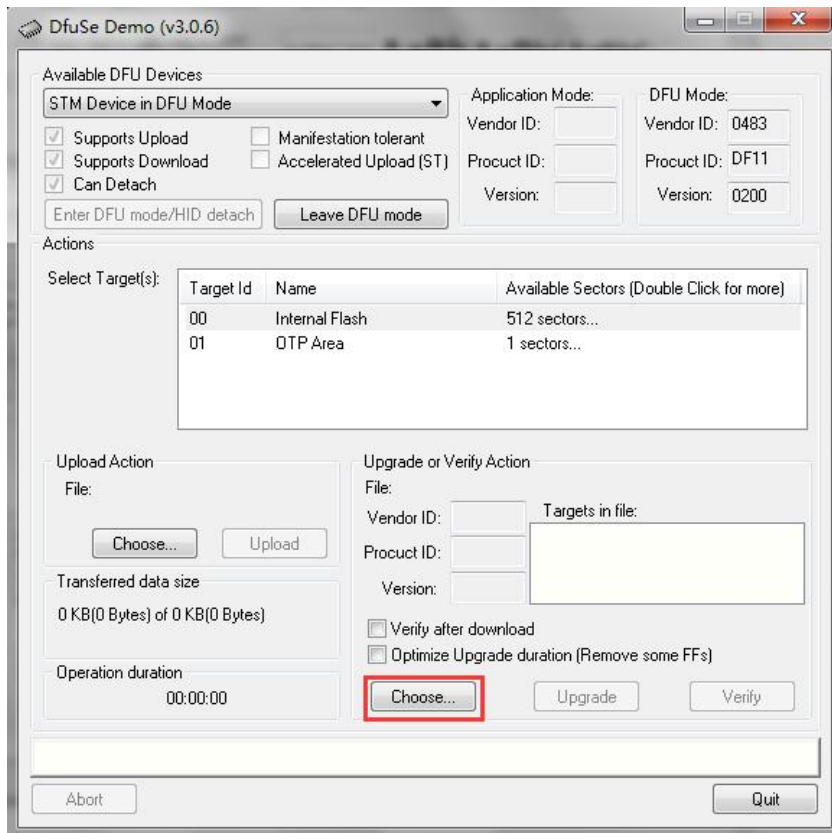 DfuSe Demo (v3.0.6)
Available DFU Devices
STM Device in DFU Mode
Supports Upload
Manifestation tolerant
Supports Download
Accelerated Upload (ST)
Can Detach
Enter DFU mode/HID detach
Leave DFU mode
Application Mode:
Vendor ID:
Procuct ID:
Version:
DFU Mode:
Vendor ID: 0483
Procuct ID: DF11
Version: 0200
Actions
Select Target(s):
Target Id Name Available Sectors (Double Click for more)
00 Internal Flash 512 sectors...
01 OTP Area 1 sectors...
Upload Action
File:
Choose... Upload
Transferred data size
0 KB(0 Bytes) of 0 KB(0 Bytes)
Operation duration
00:00:00
Upgrade or Verify Action
File:
Vendor ID:
Procuct ID:
Version:
Targets in file:
Verify after download
Optimize Upgrade duration (Remove some FFs)
Choose... Upgrade Verify
Abort Quit